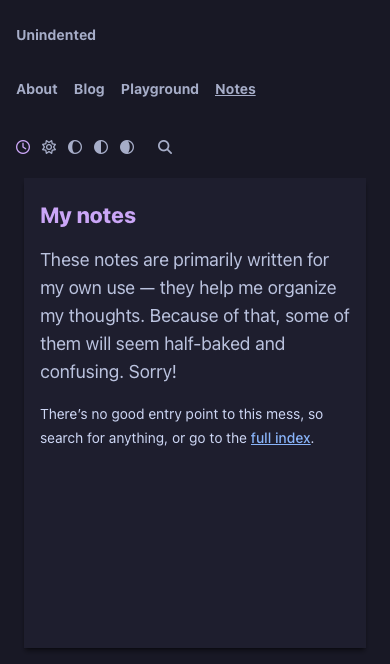 Unindented
About Blog Playground Notes
My notes
These notes are primarily written for
my own use — they help me organize
my thoughts. Because of that, some of
them will seem half-baked and
confusing. Sorry!
There’s no good entry point to this mess, so
search for anything, or go to the full index.